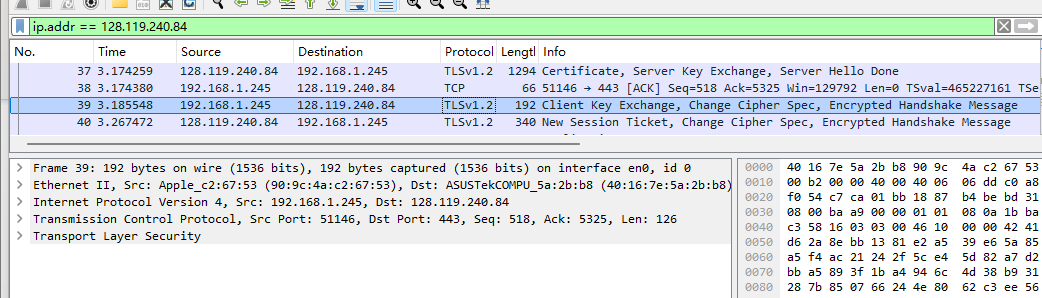 ip.addr == 128.119.240.84
No. Time Source Destination Protocol Lengtl Info
37 3.174259 128.119.240.84 192.168.1.245 TLSv1.2 1294 Certificate, Server Key Exchange, Server Hello Done
38 3.174380 192.168.1.245 128.119.240.84 TCP 66 51146 → 443 [ACK] Seq=518 Ack=5325 Win=129792 Len=0 TSval=465227161 TSe
39 3.185548 192.168.1.245 128.119.240.84 TLSv1.2 192 Client Key Exchange, Change Cipher Spec, Encrypted Handshake Message
40 3.267472 128.119.240.84 192.168.1.245 TLSv1.2 340 New Session Ticket, Change Cipher Spec, Encrypted Handshake Message
Frame 39: 192 bytes on wire (1536 bits), 192 bytes captured (1536 bits) on interface en0, id 0
Ethernet II, Src: Apple_c2:67:53 (90:9c:4a:c2:67:53), Dst: ASUSTekCOMPU_5a:2b:b8 (40:16:7e:5a:2b:b8)
Internet Protocol Version 4, Src: 192.168.1.245, Dst: 128.119.240.84
Transmission Control Protocol, Src Port: 51146, Dst Port: 443, Seq: 518, Ack: 5325, Len: 126
Transport Layer Security
0000 40 16 7e 5a 2b b8 90 9c 4a c2 67 53
0010 00 b2 00 00 40 00 40 06 06 dd c0 a8
0020 f0 54 c7 ca 01 bb 18 87 b4 be bd 31
0030 08 00 ba a9 00 00 01 01 08 0a 1b ba
0040 c3 58 16 03 03 00 46 10 00 00 42 41
0050 d6 2a 8e bb 13 81 e2 a5 39 e6 5a 85
0060 a5 f4 ac 21 24 2f 5c e4 5d 82 a7 d2
0070 bb a5 89 3f 1b a4 94 6c 4d 38 b9 31
0080 28 7b 85 07 66 24 4e 80 62 c3 ee 56